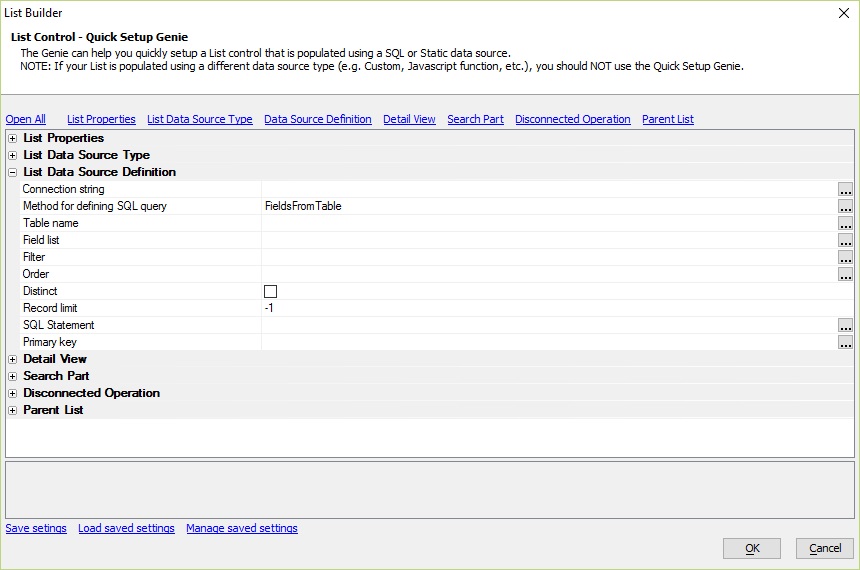 List Builder
List Control - Quick Setup Genie
The Genie can help you quickly setup a List control that is populated using a SQL or Static data source.
NOTE: If your List is populated using a different data source type (e.g. Custom, Javascript function, etc.), you should NOT use the Quick Setup Genie.
Open All List Properties List Data Source Type Data Source Definition Detail View Search Part Disconnected Operation Parent List
List Properties
List Data Source Type
List Data Source Definition
Connection string ...
Method for defining SQL query FieldsFromTable ...
Table name ...
Field list ...
Filter ...
Order ...
Distinct
Record limit -1
SQL Statement ...
Primary key ...
Detail View
Search Part
Disconnected Operation
Parent List
Save setings Load saved settings Manage saved settings
OK Cancel